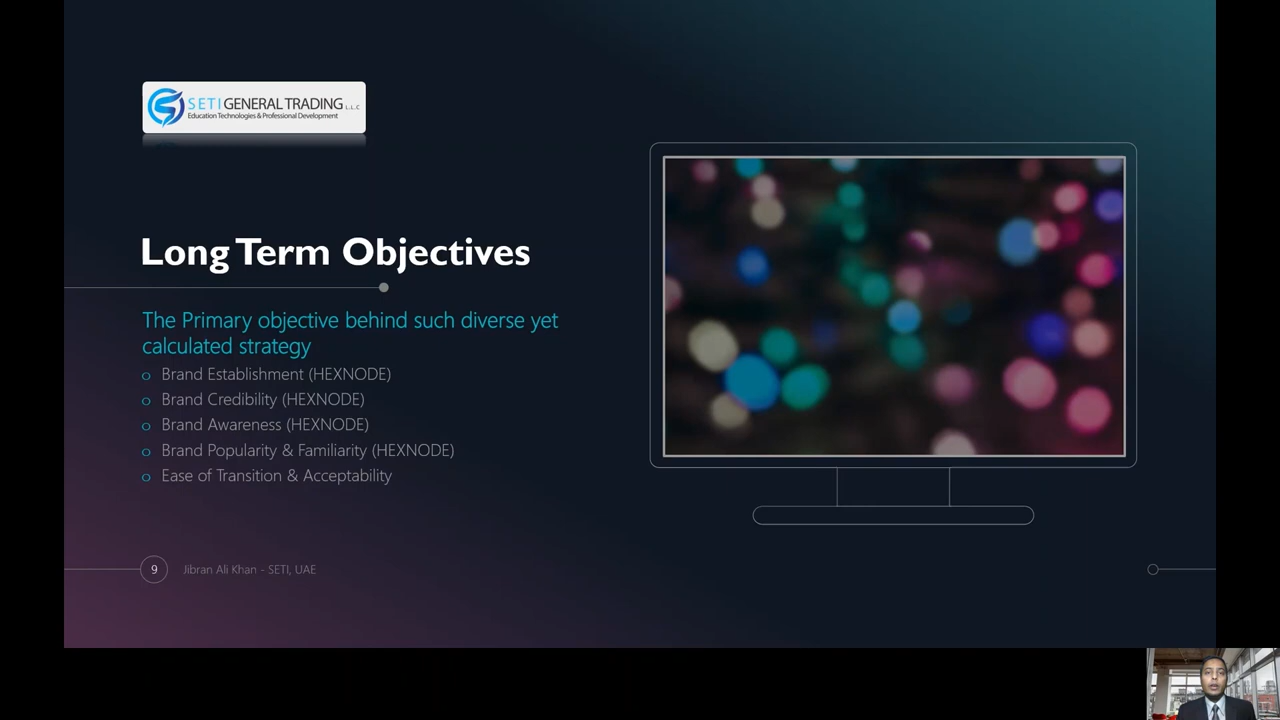 SETI GENERAL TRADING L.L.C
Education Technologies & Professional Development
Long Term Objectives
The Primary objective behind such diverse yet
calculated strategy
o Brand Establishment (HEXNODE)
o Brand Credibility (HEXNODE)
o Brand Awareness (HEXNODE)
o Brand Popularity & Familiarity (HEXNODE)
o Ease of Transition & Acceptability
9 Jibran Ali Khan - SETI, UAE